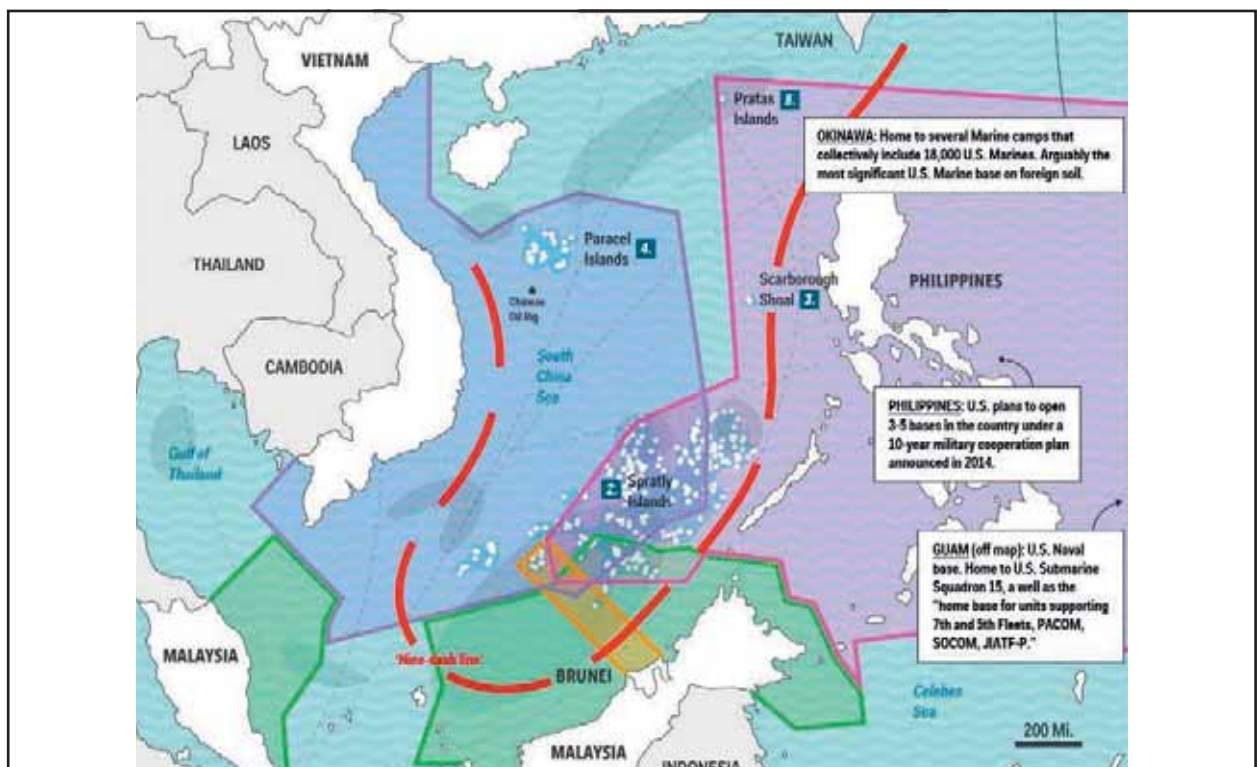 TAIWAN
VIETNAM
Pratas 5.
Islands
OKINAWA: Home to several Marine camps that
collectively include 18,000 U.S. Marines. Arguably the
most significant U.S. Marine base on foreign soil.
LAOS
Paracel 4.
Islands
THAILAND
Scarborough
Shoal 3.
PHILIPPINES
Chinese
Oil Rig
South
China
Sea
CAMBODIA
PHILIPPINES: U.S. plans to open
3-5 bases in the country under a
10-year military cooperation plan
announced in 2014.
Gulf of
Thailand
2. Spratly
Islands
GUAM (off map): U.S. Naval
base. Home to U.S. Submarine
Squadron 15, a well as the
"home base for units supporting
7th and 5th Fleets, PACOM,
SOCOM, JIATF-P."
MALAYSIA
'Nine-dash line'
BRUNEI
Celebes
Sea
200 Mi.
MALAYSIA
INDONESIA